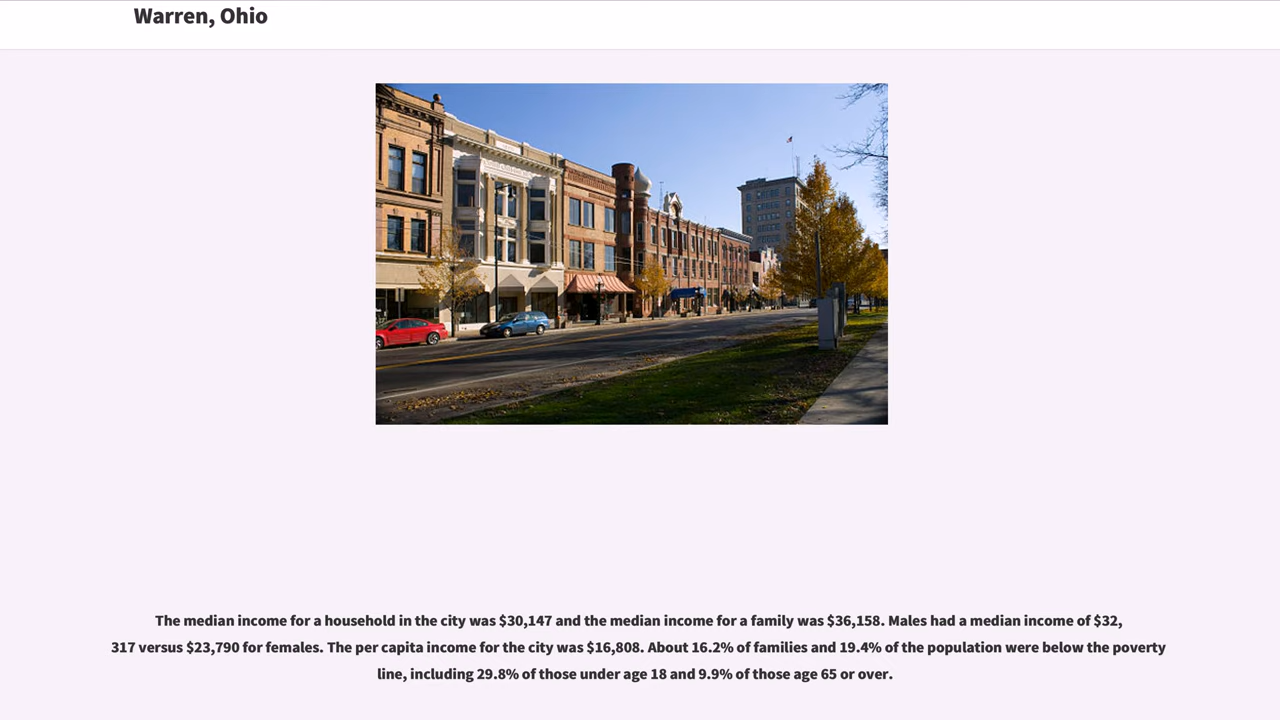 Warren, Ohio
The median income for a household in the city was $30,147 and the median income for a family was $36,158. Males had a median income of $32,
317 versus $23,790 for females. The per capita income for the city was $16,808. About 16.2% of families and 19.4% of the population were below the poverty
line, including 29.8% of those under age 18 and 9.9% of those age 65 or over.